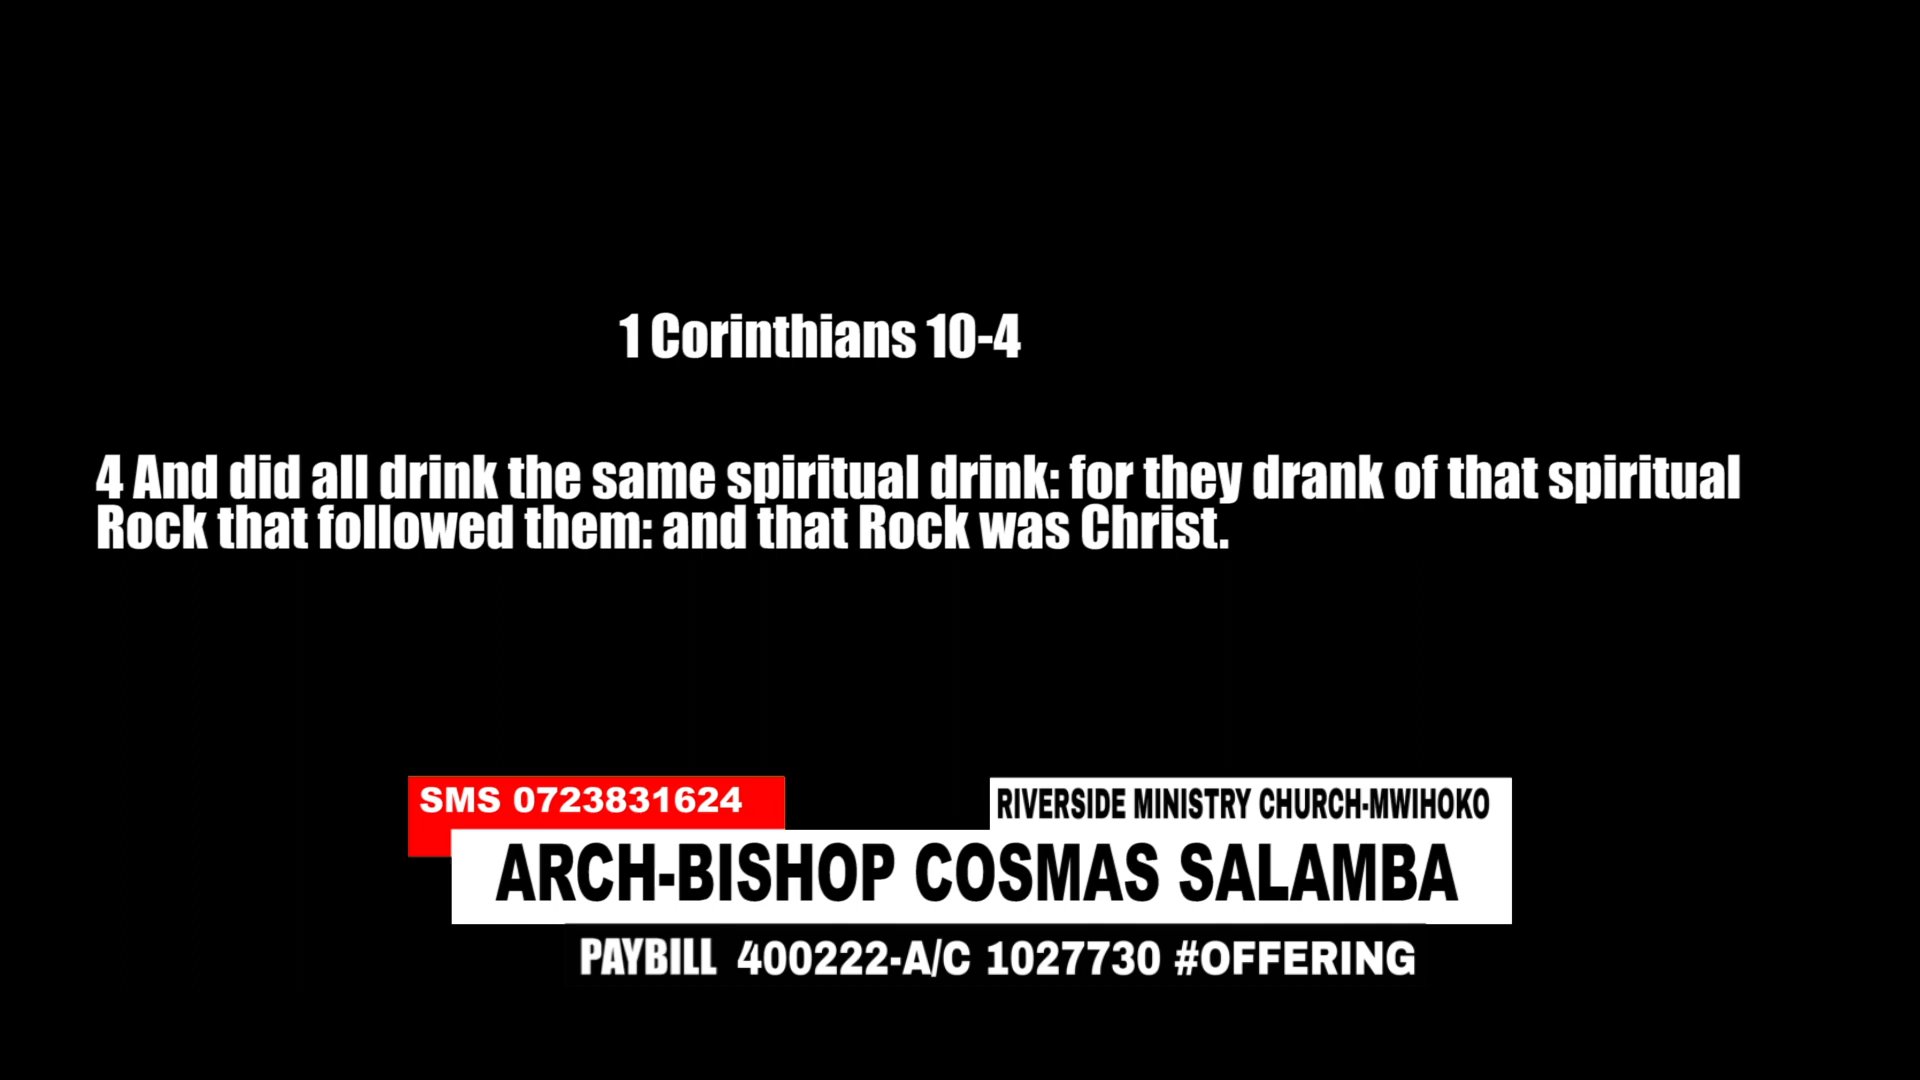 1 Corinthians 10-4
4 And did all drink the same spiritual drink: for they drank of that spiritual
Rock that followed them: and that Rock was Christ.
SMS 0723831624
RIVERSIDE MINISTRY CHURCH-MWIHOKO
ARCH-BISHOP COSMAS SALAMBA
PAYBILL 400222-A/C 1027730 #OFFERING